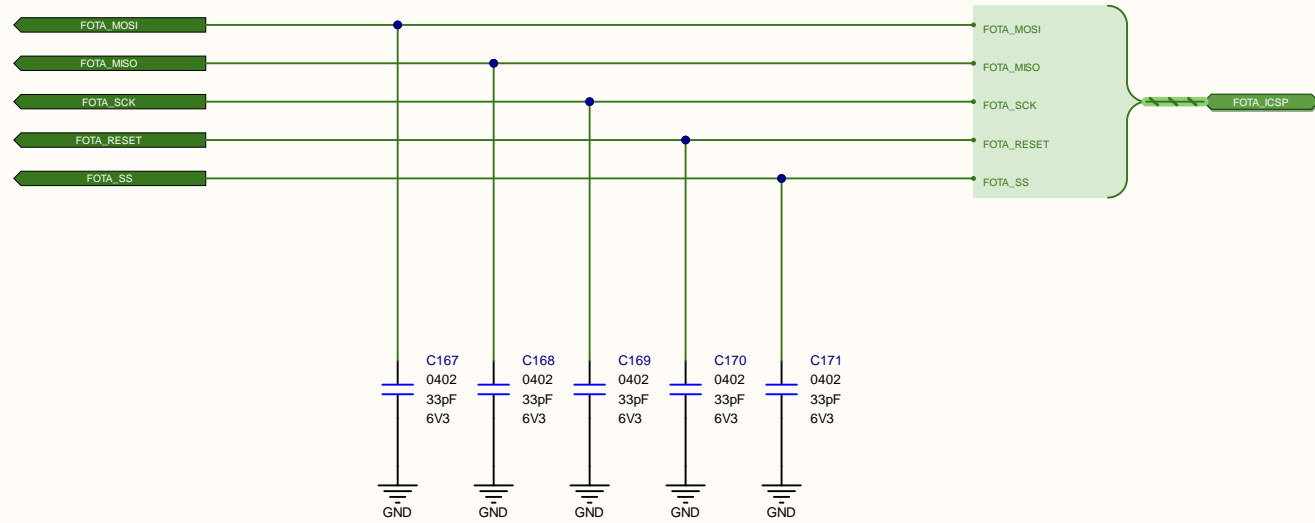 FOTA_MOSI
FOTA_MOSI
FOTA_MISO
FOTA_MISO
FOTA_SCK
FOTA_SCK
FOTA_ICSP
FOTA_RESET
FOTA_RESET
FOTA_SS
FOTA_SS
C167
0402
33pF
6V3
GND
C168
0402
33pF
6V3
GND
C169
0402
33pF
6V3
GND
C170
0402
33pF
6V3
GND
C171
0402
33pF
6V3
GND